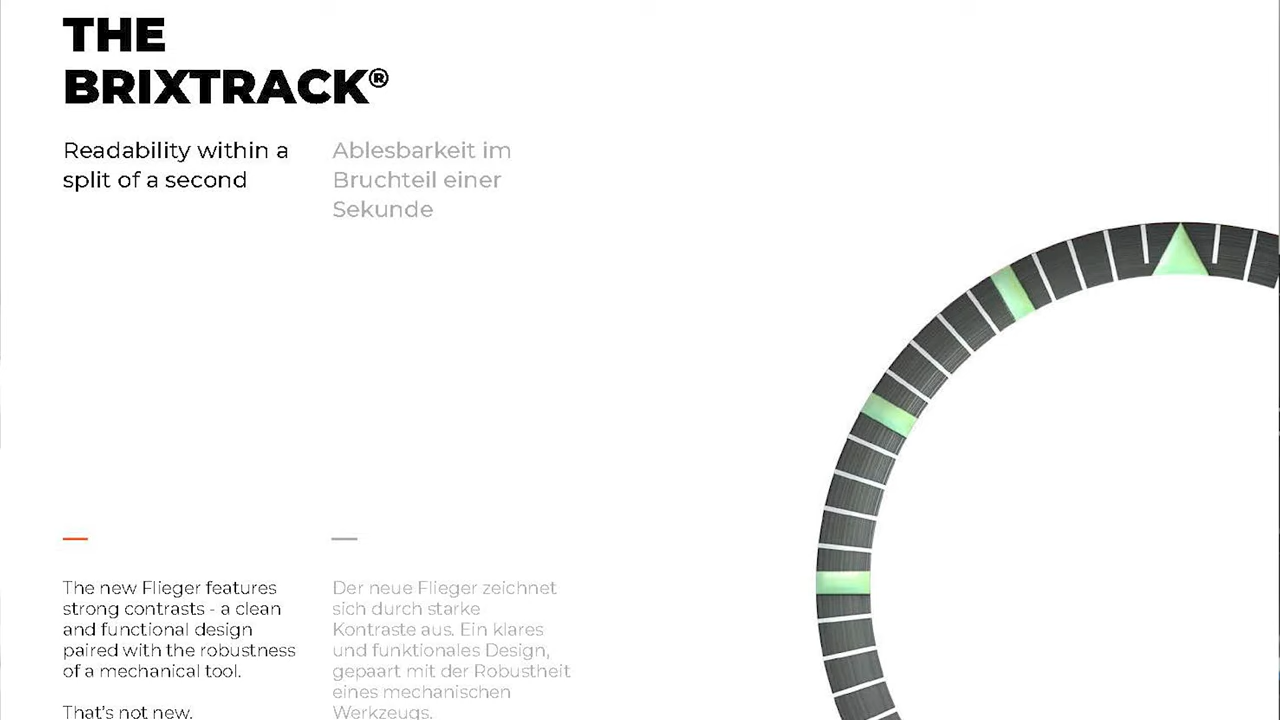 THE
BRIXTRACK®
Readability within a
split of a second
Ablesbarkeit im
Bruchteil einer
Sekunde
The new Flieger features
strong contrasts - a clean
and functional design
paired with the robustness
of a mechanical tool.
That's not new.
Der neue Flieger zeichnet
sich durch starke
Kontraste aus. Ein klares
und funktionales Design,
gepaart mit der Robustheit
eines mechanischen
Werkzeugs.